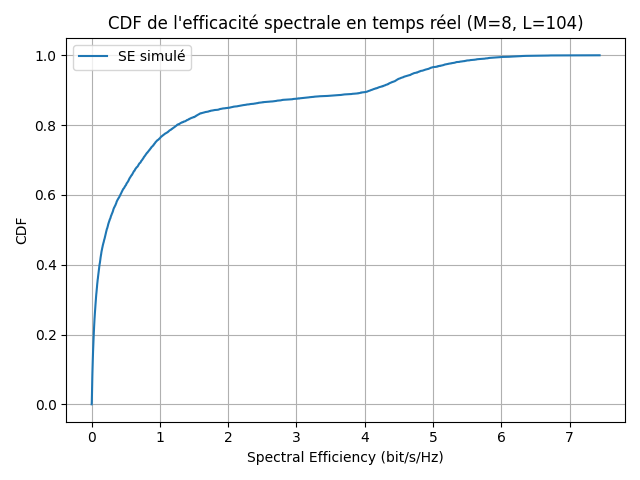 CDF de l'efficacité spectrale en temps réel (M=8, L=104)
SE simulé
1.0
0.8
0.6
0.4
0.2
0.0
CDF
0 1 2 3 4 5 6 7
Spectral Efficiency (bit/s/Hz)